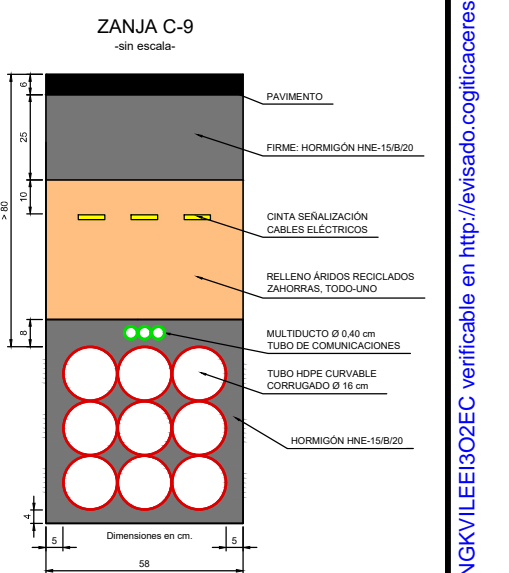 ZANJA C-9
-sin escala-
6
25
10
> 80
8
4
5
5
58
PAVIMENTO
FIRME: HORMIGÓN HNE-15/B/20
CINTA SEÑALIZACIÓN
CABLES ELÉCTRICOS
RELLENO ÁRIDOS RECICLADOS
ZAHORRAS, TODO-UNO
MULTIDUCTO Ø 0,40 cm
TUBO DE COMUNICACIONES
TUBO HDPE CURVABLE
CORRUGADO Ø 16 cm
HORMIGÓN HNE-15/B/20
Dimensiones en cm.
NGKVILEEI3O2EC verificable en http://evisado.cogiticaceres